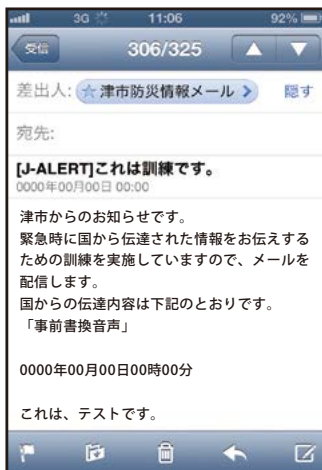 3G 11:06 92%
受信 306/325
差出人: ☆津市防災情報メール 隠す
宛先:
[J-ALERT]これは訓練です。
0000年00月00日 00:00
津市からのお知らせです。
緊急時に国から伝達された情報をお伝えする
ための訓練を実施していますので、メールを
配信します。
国からの伝達内容は下記のとおりです。
「事前書換音声」
0000年00月00日00時00分
これは、テストです。